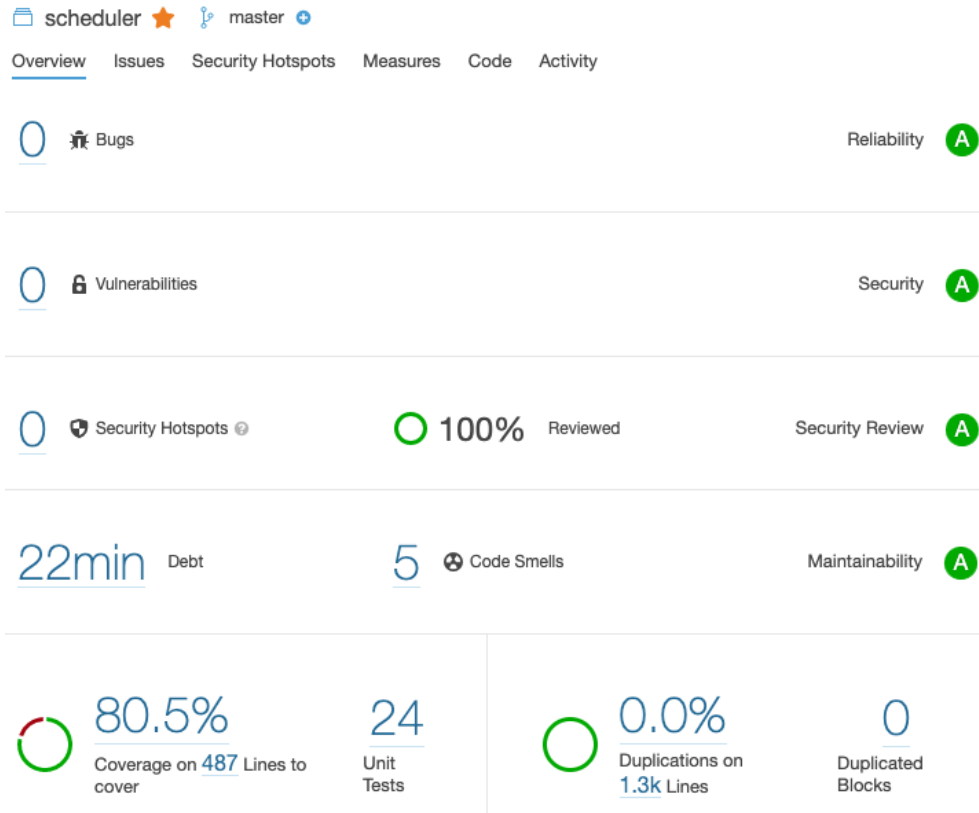 scheduler master
Overview Issues Security Hotspots Measures Code Activity
0 Bugs Reliability A
0 Vulnerabilities Security A
0 Security Hotspots ? 100% Reviewed Security Review A
22min Debt 5 Code Smells Maintainability A
80.5% 24 0.0% 0
Coverage on 487 Lines to cover
Unit Tests
Duplications on 1.3k Lines
Duplicated Blocks